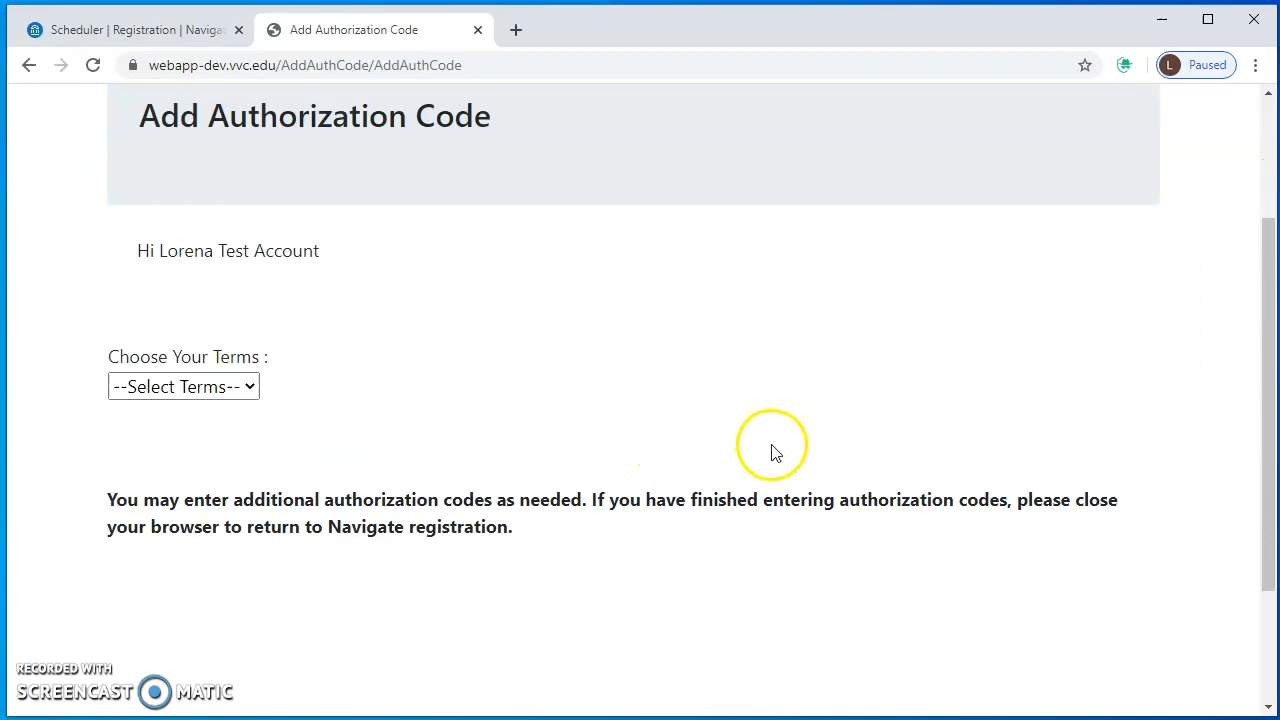 Scheduler | Registration | Naviga
Add Authorization Code
webapp-dev.vvc.edu/AddAuthCode/AddAuthCode
L
Paused
Add Authorization Code
Hi Lorena Test Account
Choose Your Terms :
--Select Terms--
You may enter additional authorization codes as needed. If you have finished entering authorization codes, please close
your browser to return to Navigate registration.
RECORDED WITH
SCREENCAST MATIC